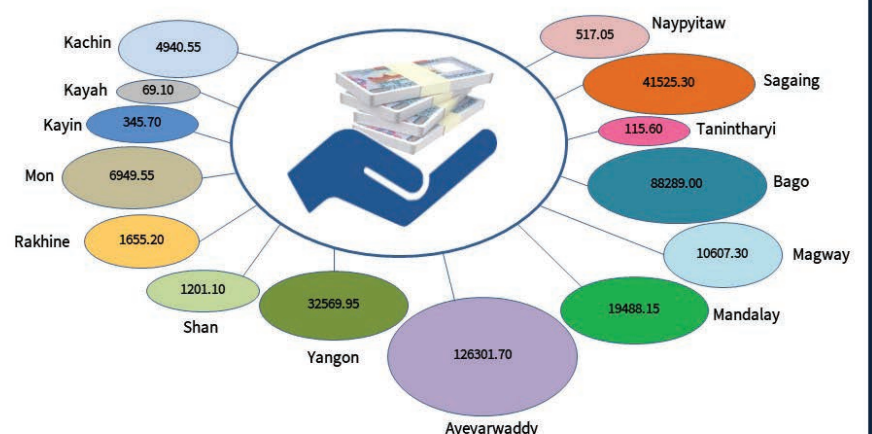 Naypyitaw
517.05
Kachin
4940.55
Sagaing
41525.30
Kayah
69.10
Kayin
345.70
Tanintharyi
115.60
Mon
6949.55
Bago
88289.00
Rakhine
1655.20
Magway
10607.30
Shan
1201.10
Yangon
32569.95
Mandalay
19488.15
126301.70
Ayeyarwaddy